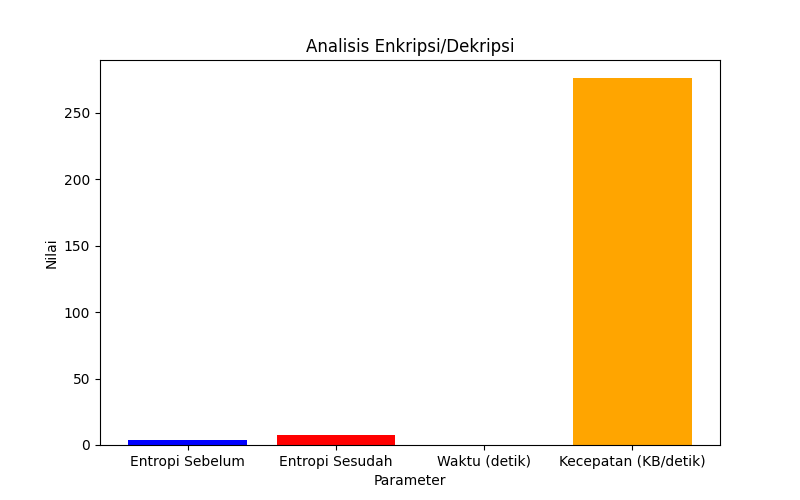 Analisis Enkripsi/Dekripsi
Nilai
250
200
150
100
50
0
Entropi Sebelum
Entropi Sesudah
Waktu (detik)
Kecepatan (KB/detik)
Parameter